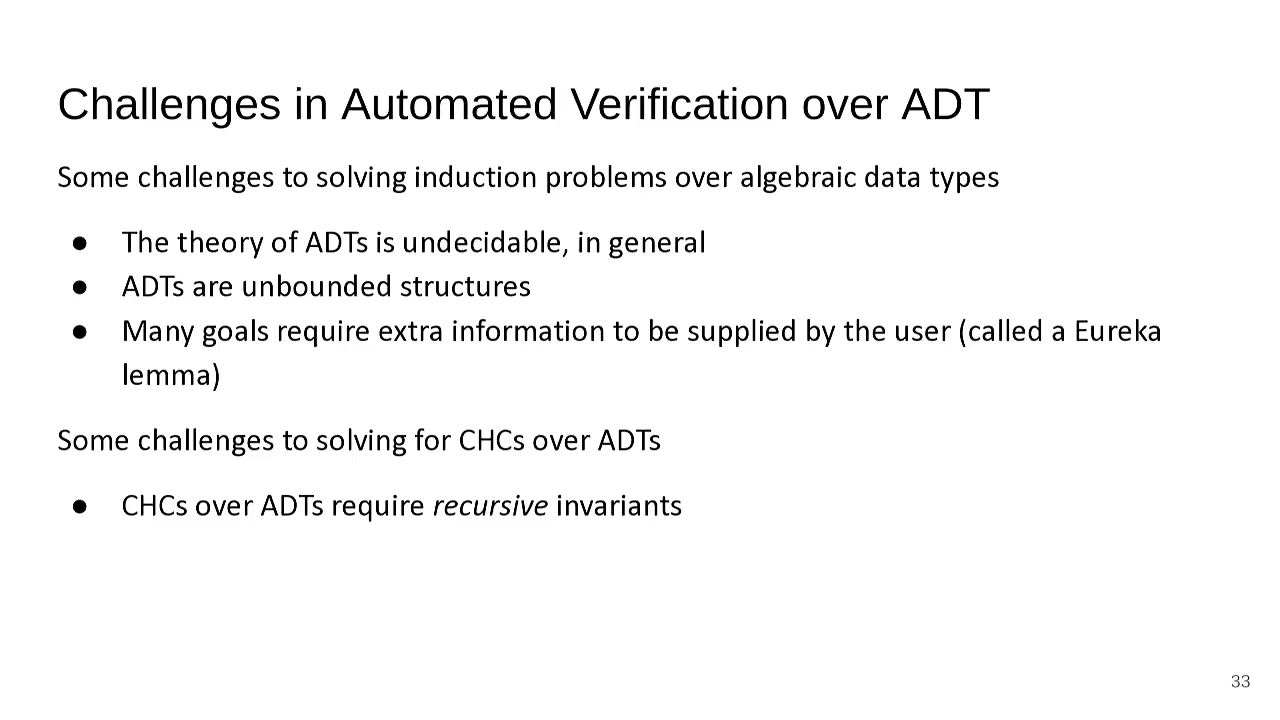 Challenges in Automated Verification over ADT
Some challenges to solving induction problems over algebraic data types
● The theory of ADTs is undecidable, in general
● ADTs are unbounded structures
● Many goals require extra information to be supplied by the user (called a Eureka
lemma)
Some challenges to solving for CHCs over ADTs
● CHCs over ADTs require recursive invariants
33